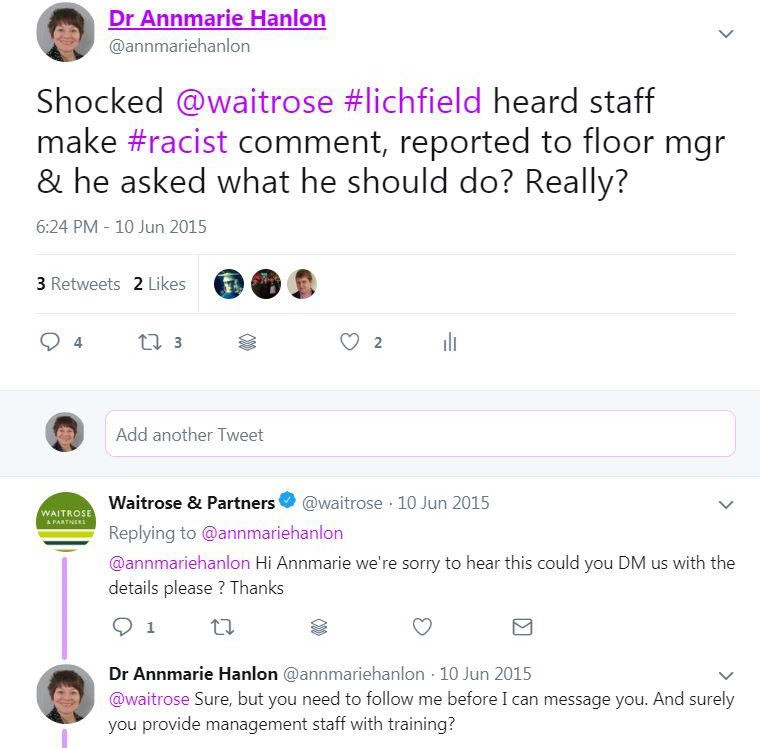 Dr Annmarie Hanlon
@annmariehanlon
Shocked @waitrose #lichfield heard staff
make #racist comment, reported to floor mgr
& he asked what he should do? Really?
6:24 PM - 10 Jun 2015
3 Retweets 2 Likes
4 3 2
Add another Tweet
WAITROSE
& PARTNERS
Waitrose & Partners @waitrose · 10 Jun 2015
Replying to @annmariehanlon
@annmariehanlon Hi Annmarie we're sorry to hear this could you DM us with the
details please ? Thanks
1
Dr Annmarie Hanlon @annmariehanlon · 10 Jun 2015
@waitrose Sure, but you need to follow me before I can message you. And surely
you provide management staff with training?